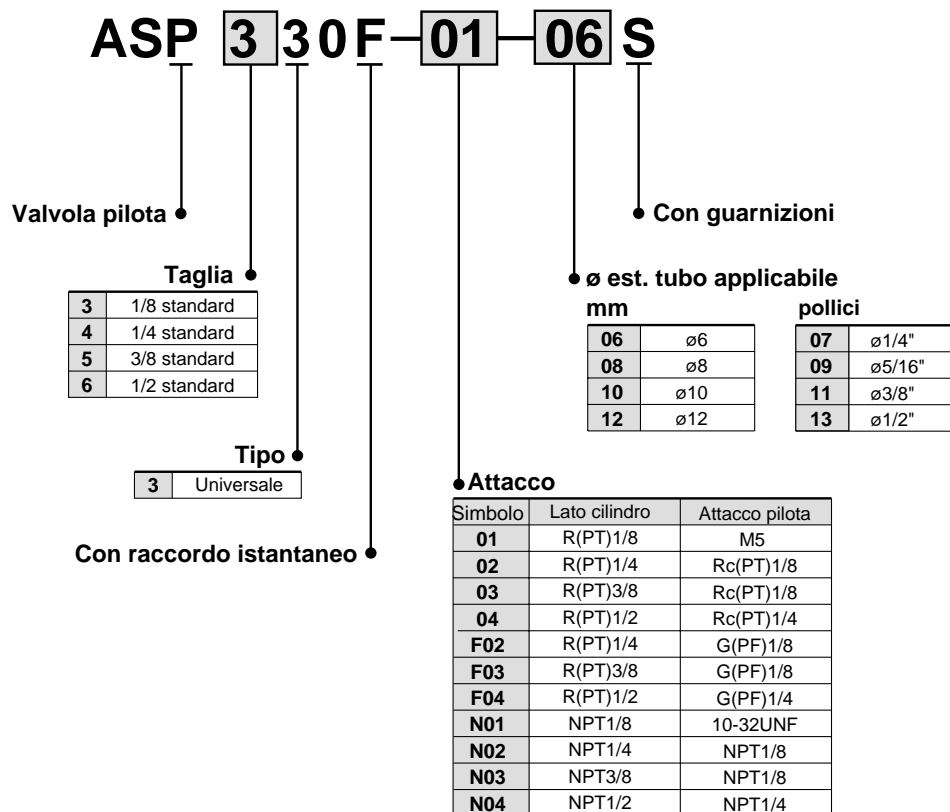 ASP 3 3 0 F - 01 - 06 S
Valvola pilota
Con guarnizioni
Taglia
3 1/8 standard
4 1/4 standard
5 3/8 standard
6 1/2 standard
ø est. tubo applicabile
mm
06 ø6
08 ø8
10 ø10
12 ø12
pollici
07 ø1/4"
09 ø5/16"
11 ø3/8"
13 ø1/2"
Tipo
3 Universale
Con raccordo istantaneo
Attacco
Simbolo Lato cilindro Attacco pilota
01 R(PT)1/8 M5
02 R(PT)1/4 Rc(PT)1/8
03 R(PT)3/8 Rc(PT)1/8
04 R(PT)1/2 Rc(PT)1/4
F02 R(PT)1/4 G(PF)1/8
F03 R(PT)3/8 G(PF)1/8
F04 R(PT)1/2 G(PF)1/4
N01 NPT1/8 10-32UNF
N02 NPT1/4 NPT1/8
N03 NPT3/8 NPT1/8
N04 NPT1/2 NPT1/4